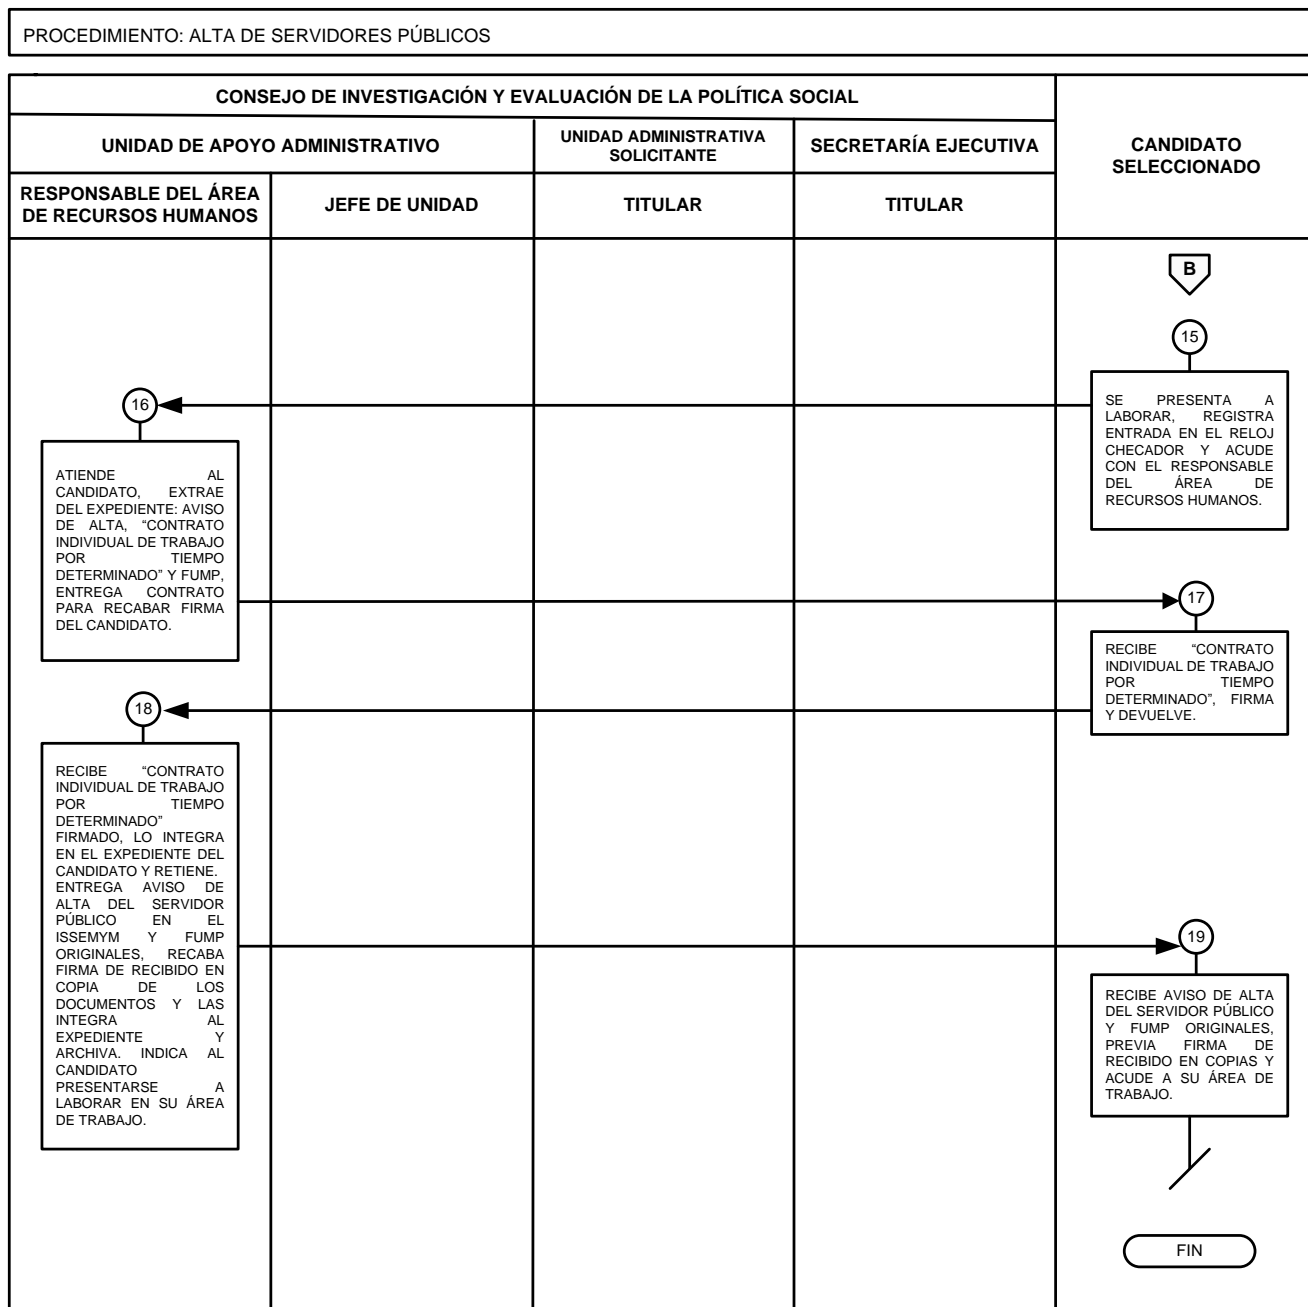 PROCEDIMIENTO: ALTA DE SERVIDORES PÚBLICOS
CONSEJO DE INVESTIGACIÓN Y EVALUACIÓN DE LA POLÍTICA SOCIAL
UNIDAD DE APOYO ADMINISTRATIVO
UNIDAD ADMINISTRATIVA
SOLICITANTE
SECRETARÍA EJECUTIVA
CANDIDATO
SELECCIONADO
RESPONSABLE DEL ÁREA
DE RECURSOS HUMANOS
JEFE DE UNIDAD
TITULAR
TITULAR
B
15
SE PRESENTA A
LABORAR, REGISTRA
ENTRADA EN EL RELOJ
CHECADOR Y ACUDE
CON EL RESPONSABLE
DEL ÁREA DE
RECURSOS HUMANOS.
16
ATIENDE AL
CANDIDATO, EXTRAE
DEL EXPEDIENTE: AVISO
DE ALTA, “CONTRATO
INDIVIDUAL DE TRABAJO
POR TIEMPO
DETERMINADO” Y FUMP,
ENTREGA CONTRATO
PARA RECABAR FIRMA
DEL CANDIDATO.
17
RECIBE “CONTRATO
INDIVIDUAL DE TRABAJO
POR TIEMPO
DETERMINADO”, FIRMA
Y DEVUELVE.
18
RECIBE “CONTRATO
INDIVIDUAL DE TRABAJO
POR TIEMPO
DETERMINADO”
FIRMADO, LO INTEGRA
EN EL EXPEDIENTE DEL
CANDIDATO Y RETIENE.
ENTREGA AVISO DE
ALTA DEL SERVIDOR
PÚBLICO EN EL
ISSEMYM Y FUMP
ORIGINALES, RECABA
FIRMA DE RECIBIDO EN
COPIA DE LOS
DOCUMENTOS Y LAS
INTEGRA AL
EXPEDIENTE Y
ARCHIVA. INDICA AL
CANDIDATO
PRESENTARSE A
LABORAR EN SU ÁREA
DE TRABAJO.
19
RECIBE AVISO DE ALTA
DEL SERVIDOR PÚBLICO
Y FUMP ORIGINALES,
PREVIA FIRMA DE
RECIBIDO EN COPIAS Y
ACUDE A SU ÁREA DE
TRABAJO.
FIN